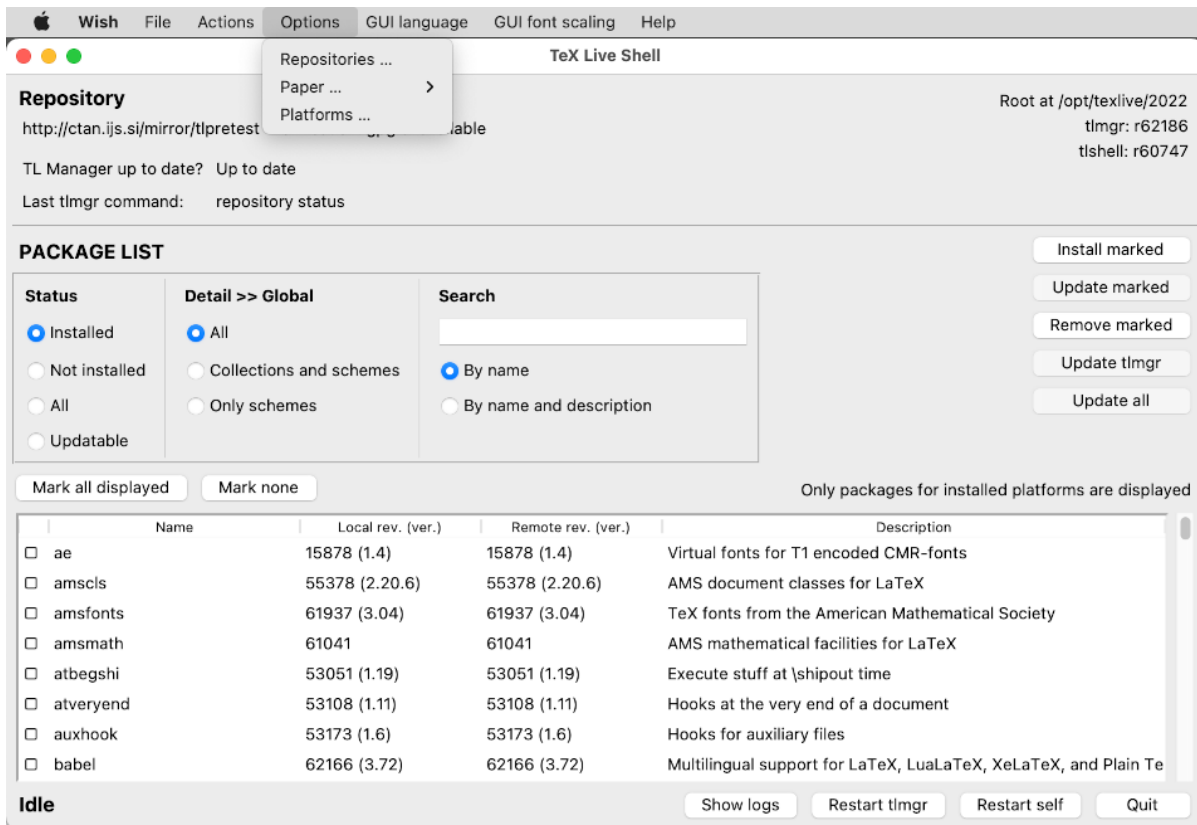 Wish File Actions Options GUI language GUI font scaling Help
TeX Live Shell
Repositories ...
Paper ...
Platforms ...
Repository
Root at /opt/texlive/2022
http://ctan.ijs.si/mirror/tlpretest
tlmgr: r62186
tlshell: r60747
TL Manager up to date? Up to date
Last tlmgr command: repository status
PACKAGE LIST
Install marked
Update marked
Remove marked
Update tlmgr
Update all
Status
Installed
Not installed
All
Updatable
Detail >> Global
All
Collections and schemes
Only schemes
Search
By name
By name and description
Mark all displayed Mark none
Only packages for installed platforms are displayed
Name Local rev. (ver.) Remote rev. (ver.) Description
ae 15878 (1.4) 15878 (1.4) Virtual fonts for T1 encoded CMR-fonts
amscls 55378 (2.20.6) 55378 (2.20.6) AMS document classes for LaTeX
amsfonts 61937 (3.04) 61937 (3.04) TeX fonts from the American Mathematical Society
amsmath 61041 61041 AMS mathematical facilities for LaTeX
atbegshi 53051 (1.19) 53051 (1.19) Execute stuff at \shipout time
atveryend 53108 (1.11) 53108 (1.11) Hooks at the very end of a document
auxhook 53173 (1.6) 53173 (1.6) Hooks for auxiliary files
babel 62166 (3.72) 62166 (3.72) Multilingual support for LaTeX, LuaLaTeX, XeLaTeX, and Plain Te
Idle
Show logs Restart tlmgr Restart self Quit